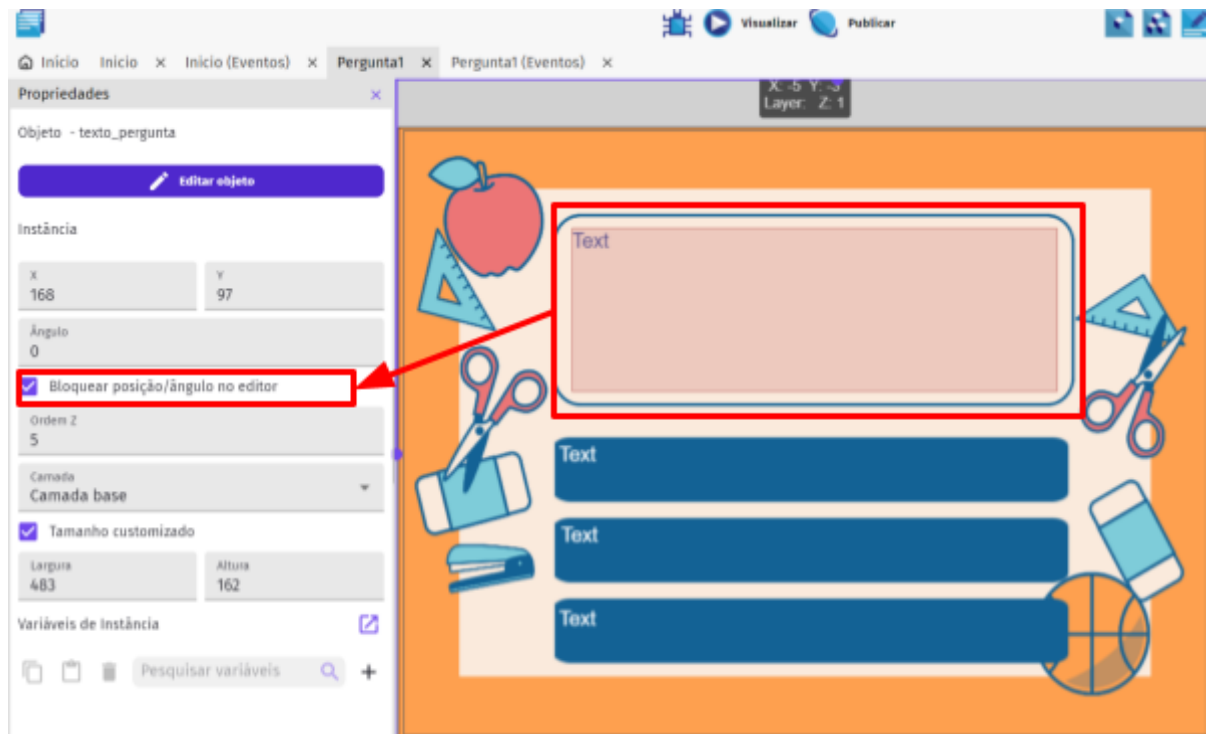 Visualizar Publicar
Início Inicio × Inicio (Eventos) × Pergunta1 × Pergunta1 (Eventos) ×
Propriedades ×
X: -5 Y: -3
Layer: Z: 1
Objeto - texto_pergunta
Editar objeto
Instância
X
168
Y
97
Ângulo
0
Bloquear posição/ângulo no editor
Ordem Z
5
Camada
Camada base
Tamanho customizado
Largura
483
Altura
162
Variáveis de Instância
Pesquisar variáveis
Text
Text
Text
Text